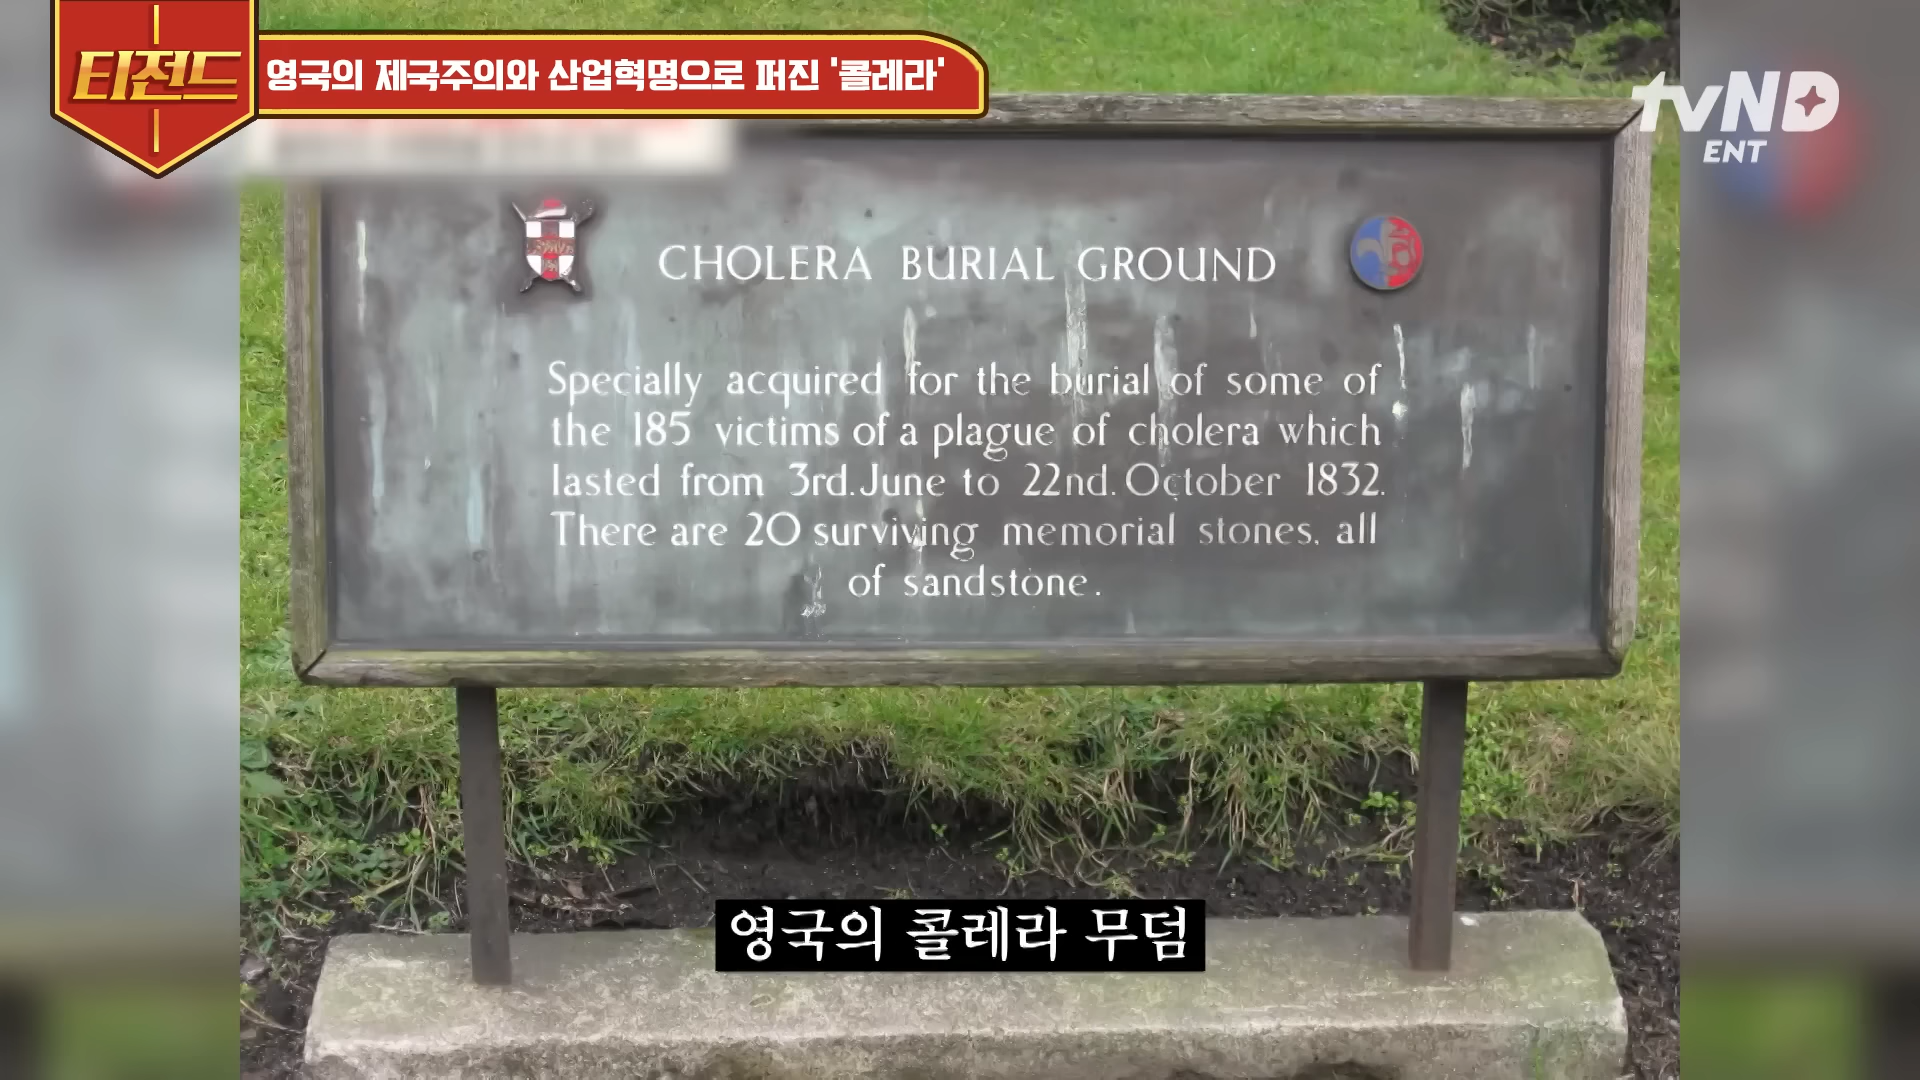 티전드
영국의 제국주의와 산업혁명으로 퍼진 '콜레라'
tvND
ENT
CHOLERA BURIAL GROUND
Specially acquired for the burial of some of
the 185 victims of a plague of cholera which
lasted from 3rd. June to 22nd. October 1832.
There are 20 surviving memorial stones, all
of sandstone.
영국의 콜레라 무덤